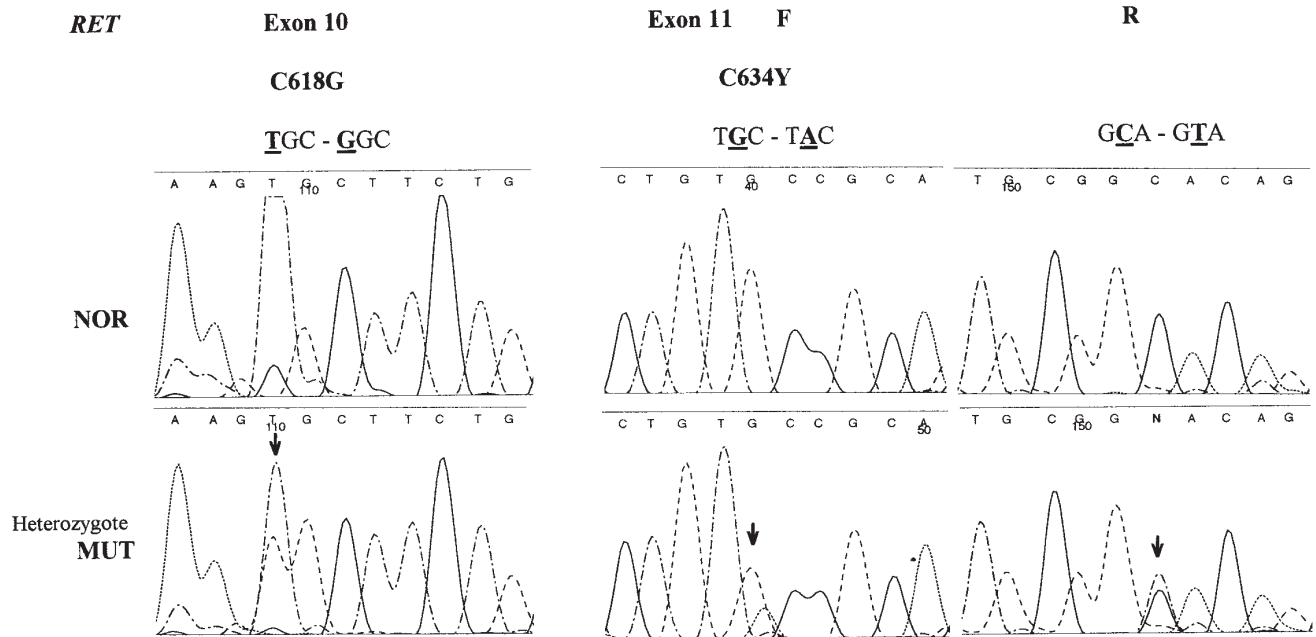 RET Exon 10 Exon 11 F R
C618G C634Y
TGC - GGC TGC - TAC GCA - GTA
A A G T G C T T C T G C T G T G C C G C A T G C G G C A C A G
110 40 150
NOR
A A G T G C T T C T G C T G T G C C G C A T G C G G N A C A G
110 50 150
Heterozygote
MUT